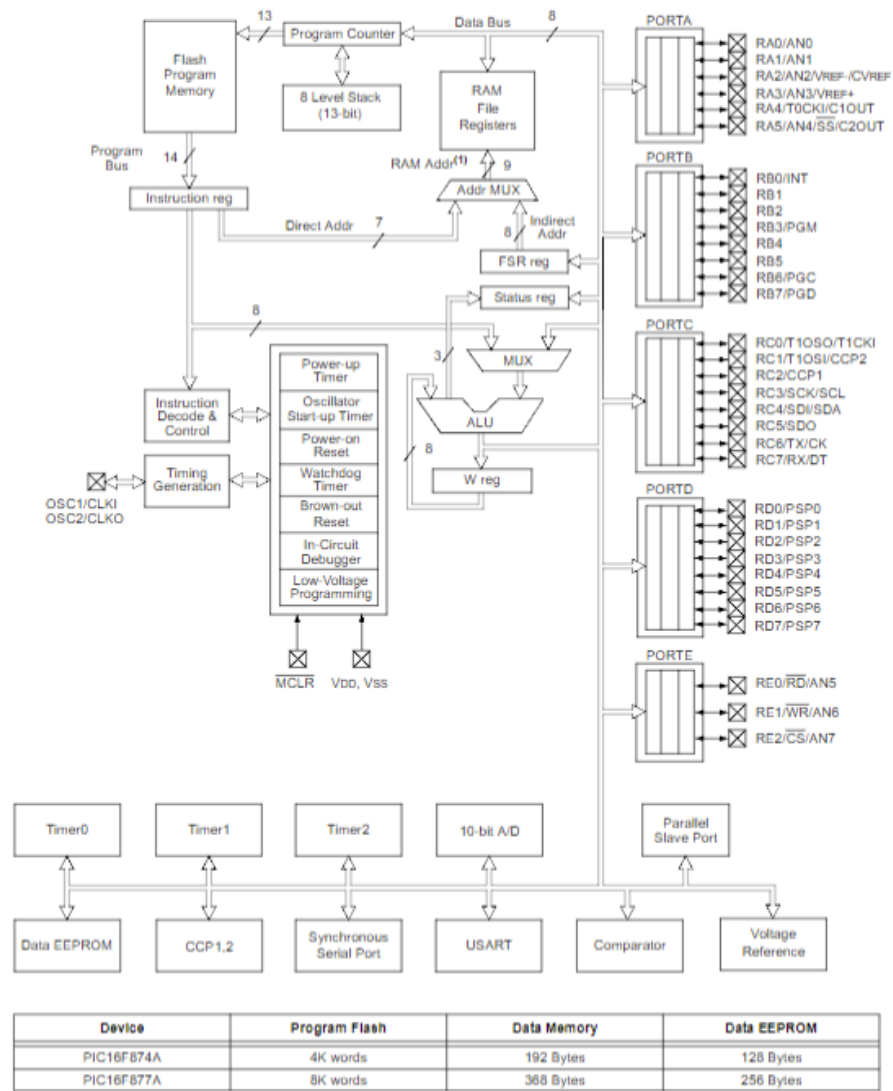 13
Program Counter
Data Bus
8
PORTA
Flash
Program
Memory
8 Level Stack
(13-bit)
RAM
File
Registers
RA0/AN0
RA1/AN1
RA2/AN2/VREF-/CVREF
RA3/AN3/VREF+
RA4/T0CKI/C1OUT
RA5/AN4/SS/C2OUT
Program
Bus
14
RAM Addr(1)
9
PORTB
Instruction reg
Addr MUX
RB0/INT
RB1
RB2
RB3/PGM
RB4
RB5
RB6/PGC
RB7/PGD
Direct Addr
7
8
Indirect
Addr
FSR reg
Status reg
8
3
MUX
PORTC
RC0/T1OSO/T1CKI
RC1/T1OSI/CCP2
RC2/CCP1
RC3/SCK/SCL
RC4/SDI/SDA
RC5/SDO
RC6/TX/CK
RC7/RX/DT
Power-up
Timer
Instruction
Decode &
Control
Oscillator
Start-up Timer
ALU
Power-on
Reset
8
Timing
Generation
Watchdog
Timer
W reg
OSC1/CLKI
OSC2/CLKO
Brown-out
Reset
In-Circuit
Debugger
Low-Voltage
Programming
PORTD
RD0/PSP0
RD1/PSP1
RD2/PSP2
RD3/PSP3
RD4/PSP4
RD5/PSP5
RD6/PSP6
RD7/PSP7
MCLR
VDD, VSS
PORTE
RE0/RD/AN5
RE1/WR/AN6
RE2/CS/AN7
Timer0
Timer1
Timer2
10-bit A/D
Parallel
Slave Port
Data EEPROM
CCP1,2
Synchronous
Serial Port
USART
Comparator
Voltage
Reference
Device Program Flash Data Memory Data EEPROM
PIC16F874A 4K words 192 Bytes 128 Bytes
PIC16F877A 8K words 368 Bytes 256 Bytes